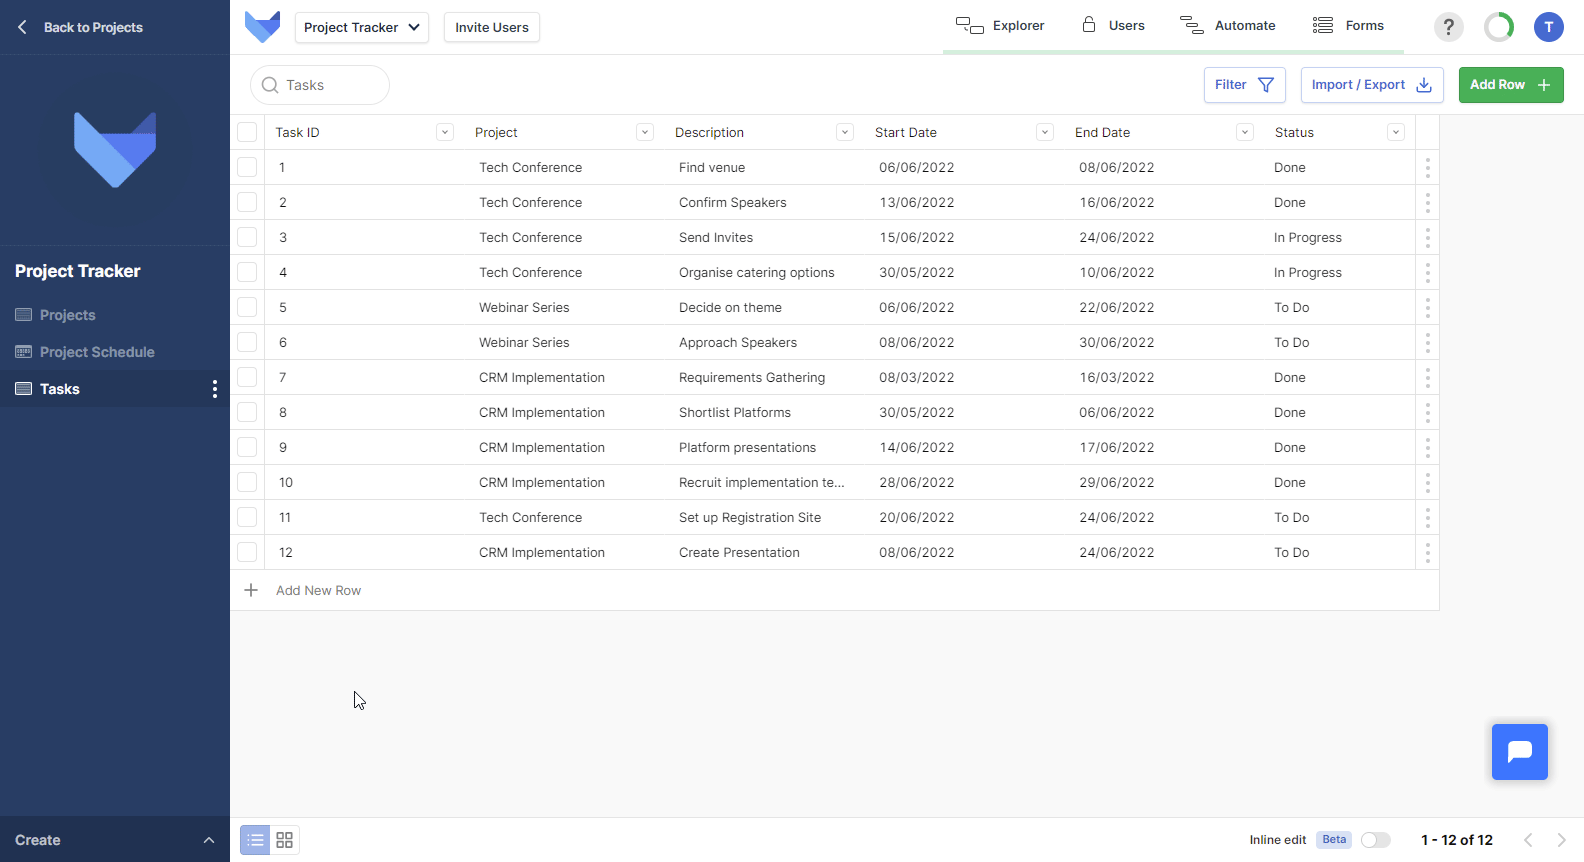 Back to Projects
Project Tracker
Invite Users
Explorer
Users
Automate
Forms
?
T
Tasks
Filter
Import / Export
Add Row
Task ID Project Description Start Date End Date Status
1 Tech Conference Find venue 06/06/2022 08/06/2022 Done
2 Tech Conference Confirm Speakers 13/06/2022 16/06/2022 Done
3 Tech Conference Send Invites 15/06/2022 24/06/2022 In Progress
4 Tech Conference Organise catering options 30/05/2022 10/06/2022 In Progress
5 Webinar Series Decide on theme 06/06/2022 22/06/2022 To Do
6 Webinar Series Approach Speakers 08/06/2022 30/06/2022 To Do
7 CRM Implementation Requirements Gathering 08/03/2022 16/03/2022 Done
8 CRM Implementation Shortlist Platforms 30/05/2022 06/06/2022 Done
9 CRM Implementation Platform presentations 14/06/2022 17/06/2022 Done
10 CRM Implementation Recruit implementation te... 28/06/2022 29/06/2022 Done
11 Tech Conference Set up Registration Site 20/06/2022 24/06/2022 To Do
12 CRM Implementation Create Presentation 08/06/2022 24/06/2022 To Do
Add New Row
Project Tracker
Projects
Project Schedule
Tasks
Create
Inline edit Beta
1 - 12 of 12